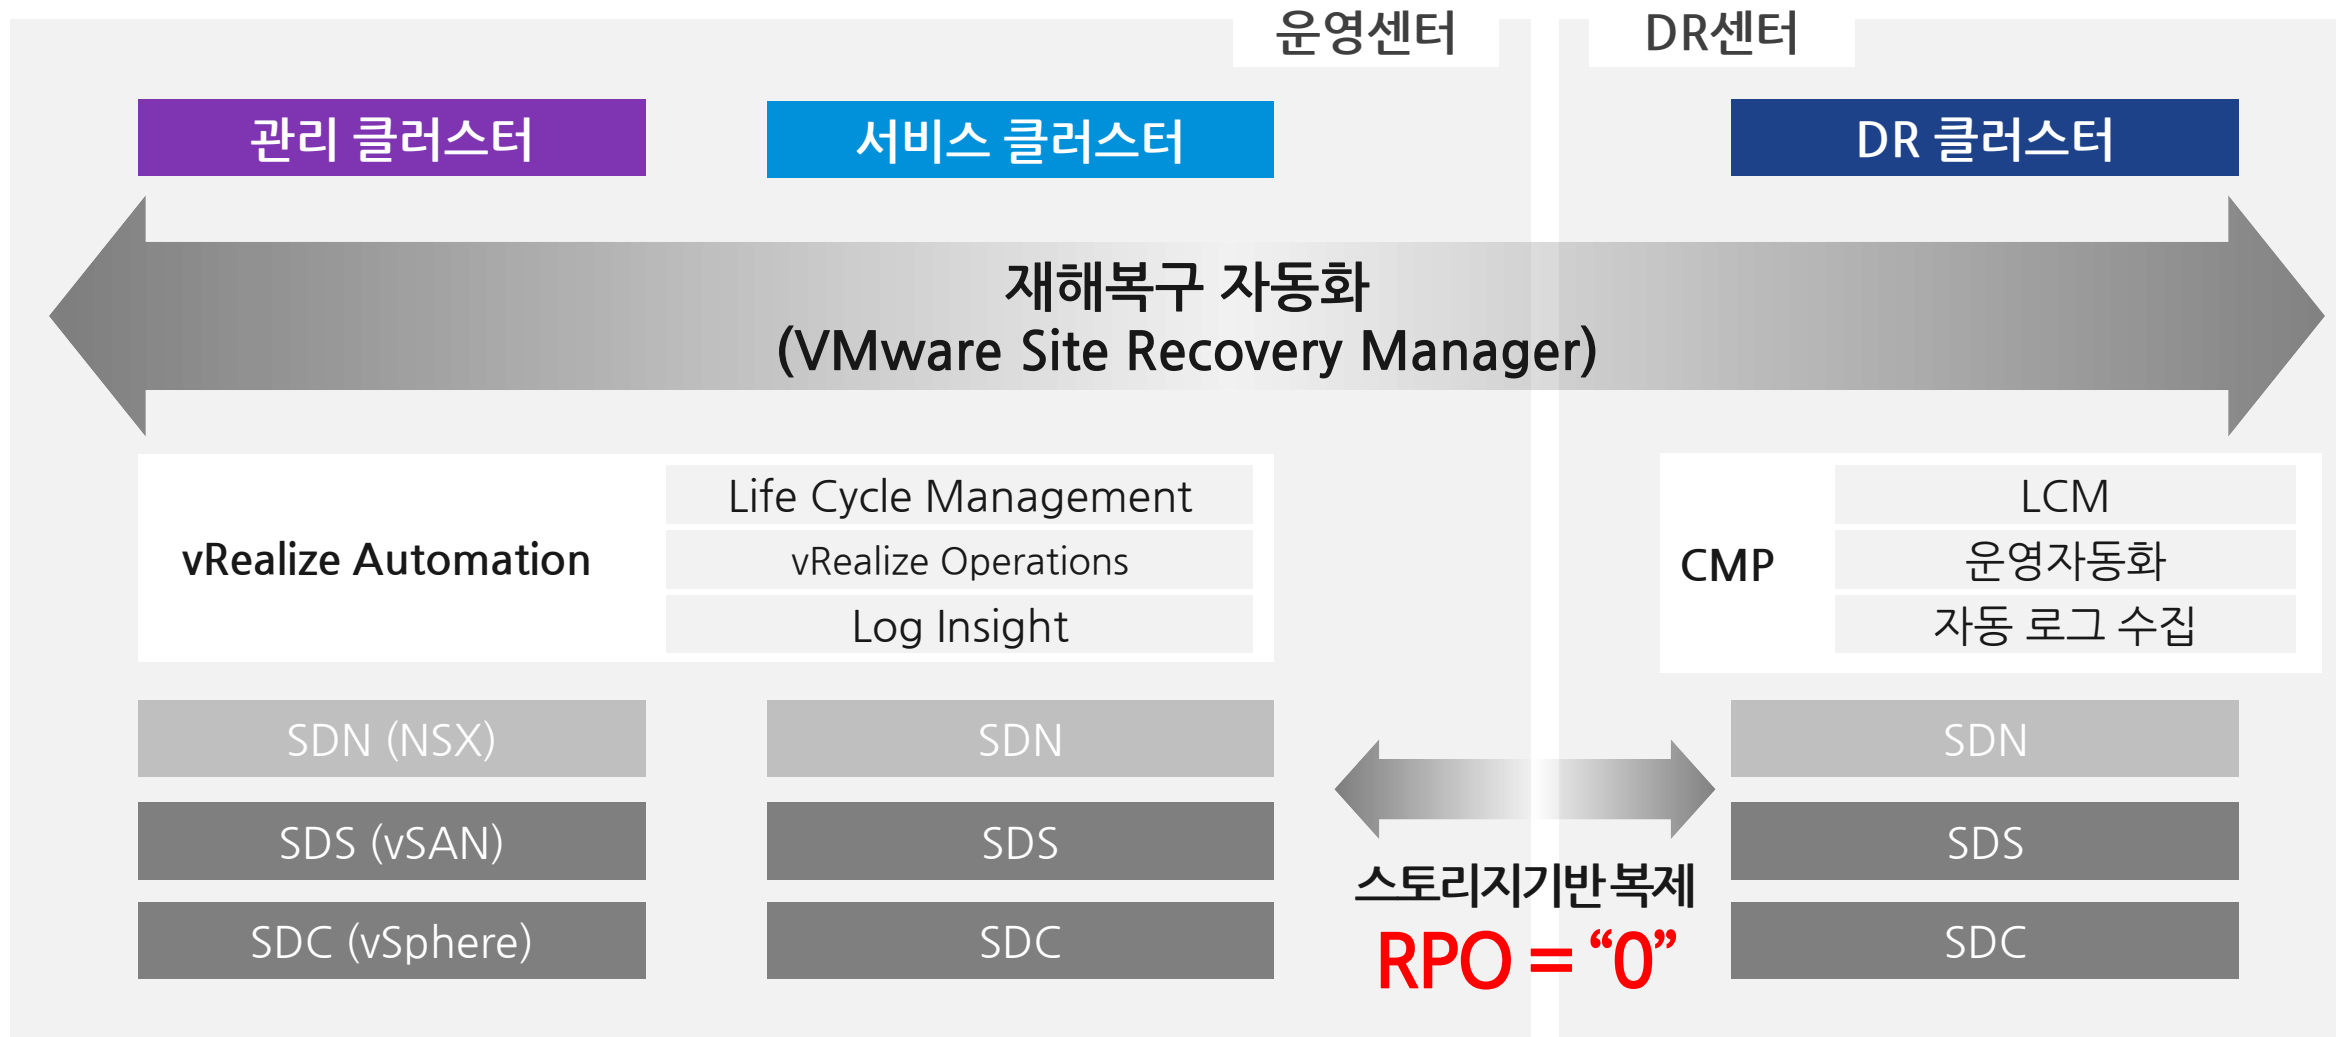 운영센터
DR센터
관리 클러스터
서비스 클러스터
DR 클러스터
재해복구 자동화
(VMware Site Recovery Manager)
vRealize Automation
Life Cycle Management
vRealize Operations
Log Insight
CMP
LCM
운영자동화
자동 로그 수집
SDN (NSX)
SDN
SDN
SDS (vSAN)
SDS
SDS
SDC (vSphere)
SDC
SDC
스토리지기반 복제
RPO = “0”